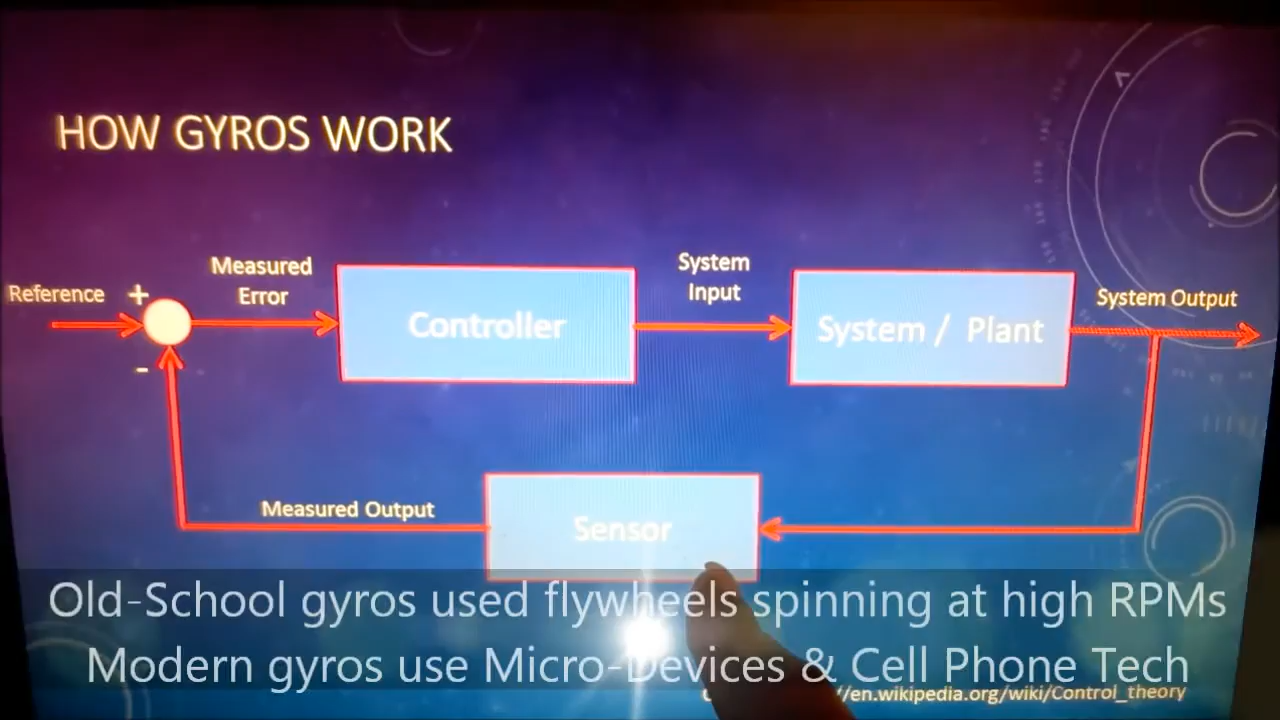 HOW GYROS WORK
Reference
+
-
Measured
Error
Controller
System
Input
System / Plant
System Output
Measured Output
Sensor
Old-School gyros used flywheels spinning at high RPMs
Modern gyros use Micro-Devices & Cell Phone Tech
//en.wikipedia.org/wiki/Control_theory